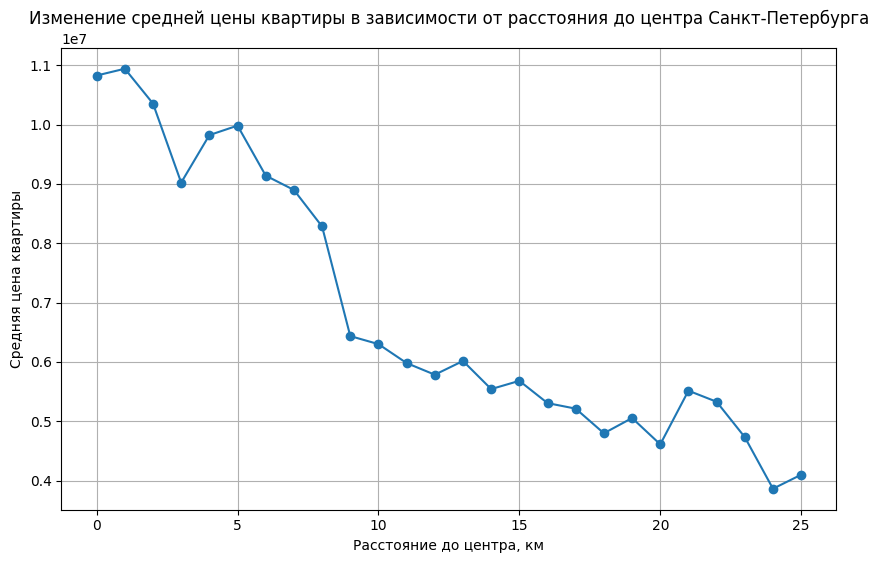 Изменение средней цены квартиры в зависимости от расстояния до центра Санкт-Петербурга
1e7
1.1
1.0
0.9
0.8
0.7
0.6
0.5
0.4
Средняя цена квартиры
0 5 10 15 20 25
Расстояние до центра, км